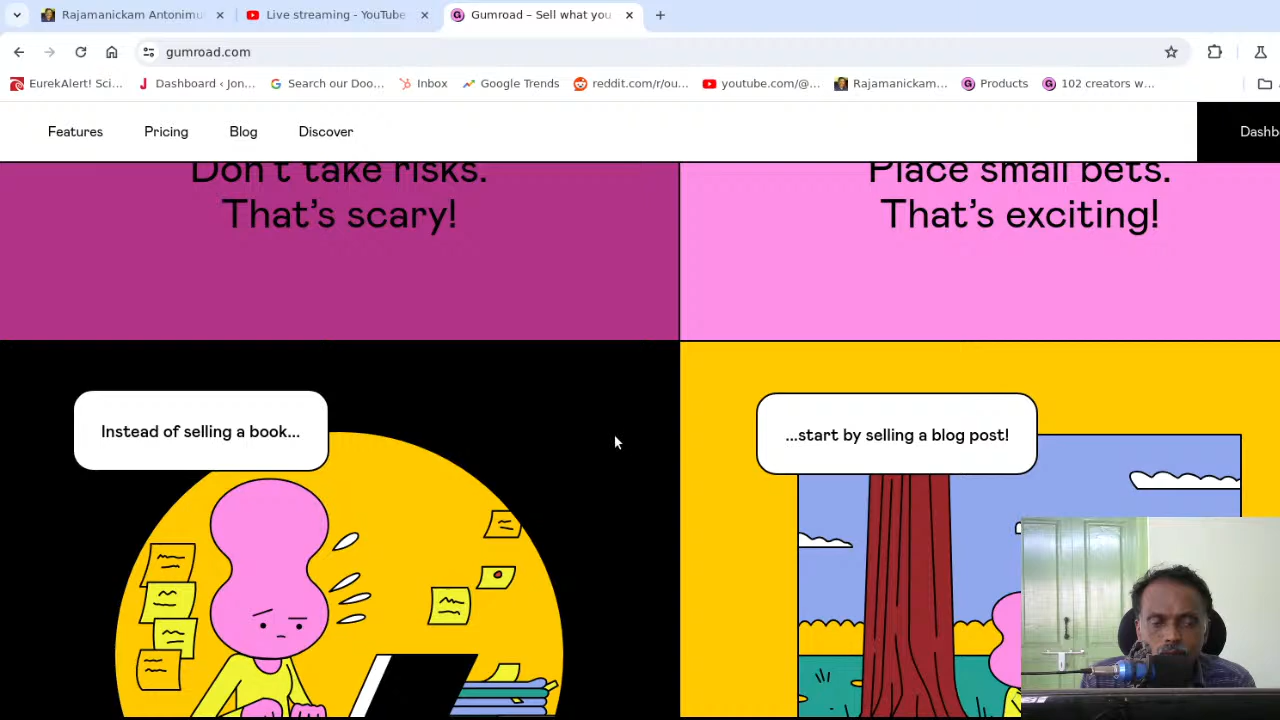 Rajamanickam Antonimu
Live streaming - YouTube
Gumroad – Sell what you
gumroad.com
EurekAlert! Sci...
Dashboard ‹ Jon...
Search our Doo...
Inbox
Google Trends
reddit.com/r/ou...
youtube.com/@...
Rajamanickam...
Products
102 creators w...
Features
Pricing
Blog
Discover
Dashb
Don't take risks.
That's scary!
Place small bets.
That's exciting!
Instead of selling a book...
...start by selling a blog post!